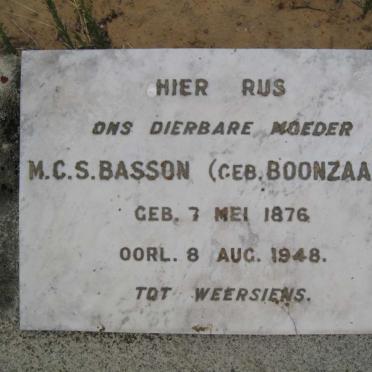 HIER RUS
ONS DIERBARE MOEDER
M.C.S. BASSON (GEB. BOONZAA
GEB. 7 MEI 1876
OORL. 8 AUG. 1948.
TOT WEERSIENS.